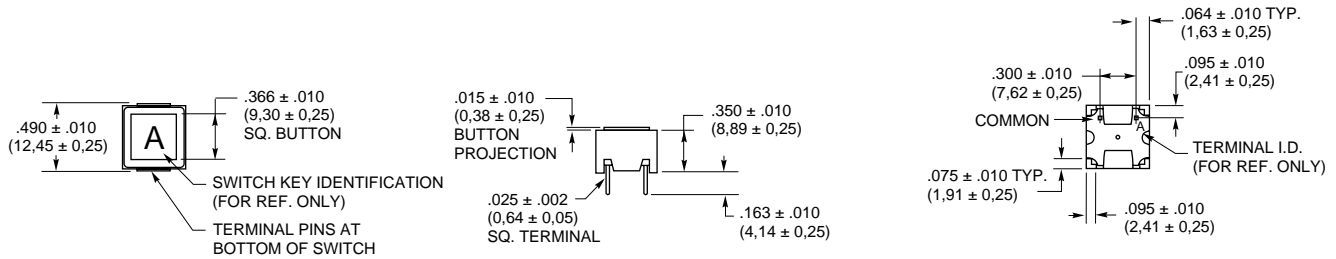 .490 ± .010
(12,45 ± 0,25)
A
.366 ± .010
(9,30 ± 0,25)
SQ. BUTTON
SWITCH KEY IDENTIFICATION
(FOR REF. ONLY)
TERMINAL PINS AT
BOTTOM OF SWITCH
.015 ± .010
(0,38 ± 0,25)
BUTTON
PROJECTION
.350 ± .010
(8,89 ± 0,25)
.025 ± .002
(0,64 ± 0,05)
SQ. TERMINAL
.163 ± .010
(4,14 ± 0,25)
.064 ± .010 TYP.
(1,63 ± 0,25)
.300 ± .010
(7,62 ± 0,25)
.095 ± .010
(2,41 ± 0,25)
COMMON
A
TERMINAL I.D.
(FOR REF. ONLY)
.075 ± .010 TYP.
(1,91 ± 0,25)
.095 ± .010
(2,41 ± 0,25)